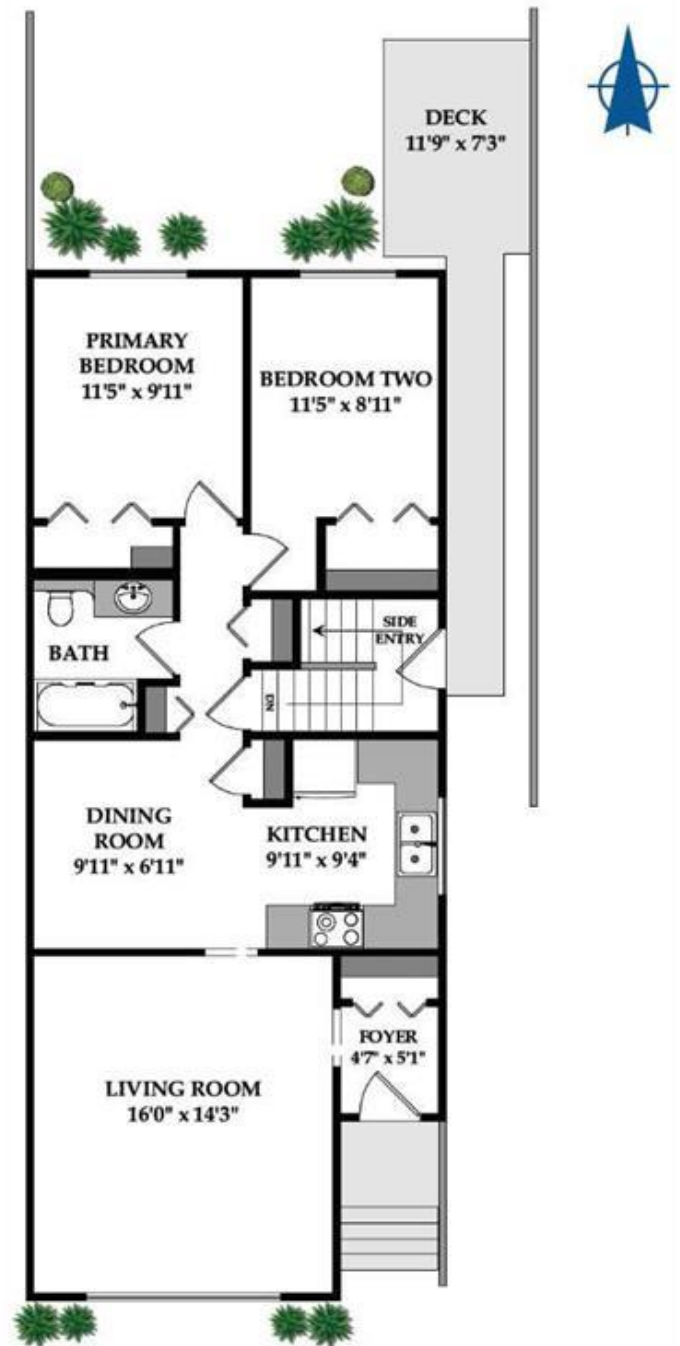 DECK
11'9" x 7'3"
PRIMARY
BEDROOM
11'5" x 9'11"
BEDROOM TWO
11'5" x 8'11"
BATH
SIDE
ENTRY
DN
DINING
ROOM
9'11" x 6'11"
KITCHEN
9'11" x 9'4"
FOYER
4'7" x 5'1"
LIVING ROOM
16'0" x 14'3"